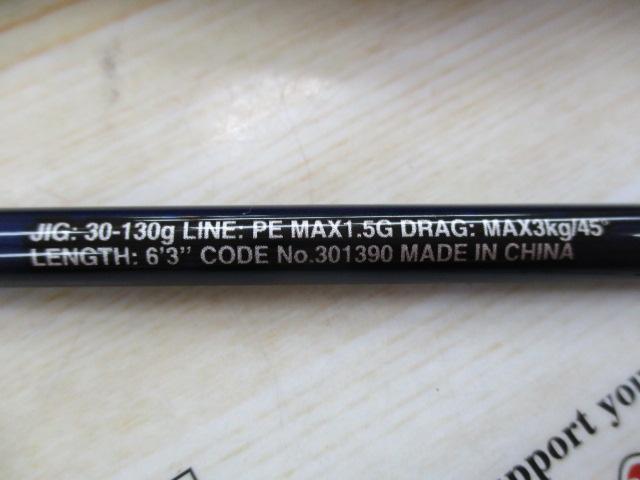 JIG: 30-130g LINE: PE MAX1.5G DRAG: MAX3kg/45°
LENGTH: 6'3" CODE No.301390 MADE IN CHINA
support you